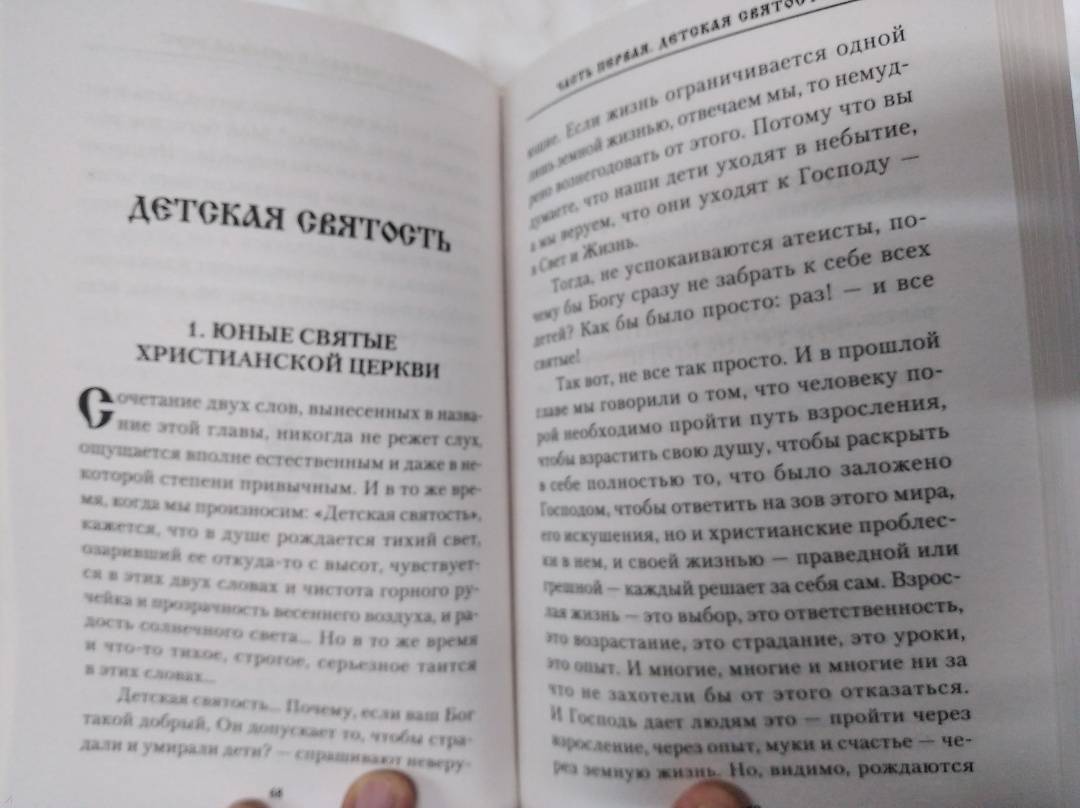 ДЕТСКАЯ СВЯТОСТЬ
1. ЮНЫЕ СВЯТЫЕ
ХРИСТИАНСКОЙ ЦЕРКВИ
Сочетание двух слов, вынесенных в назва-
ние этой главы, никогда не режет слух,
ощущается вполне естественным и даже в не-
которой степени привычным. И в то же вре-
мя, когда мы произносим: «Детская святость»,
кажется, что в душе рождается тихий свет,
озаривший ее откуда-то с высот, чувствует-
ся в этих двух словах и чистота горного ру-
чейка и прозрачность весеннего воздуха, и ра-
дость солнечного света... Но в то же время
и что-то тихое, строгое, серьезное таится
в этих словах...
Детская святость... Почему, если ваш Бог
такой добрый, Он допускает то, чтобы стра-
дали и умирали дети? — спрашивают неверу-
68
ЧАСТЬ ПЕРВАЯ. ДЕТСКАЯ СВЯТОСТЬ
ющие. Если жизнь ограничивается одной
лишь земной жизнью, отвечаем мы, то немуд-
рено вознегодовать от этого. Потому что вы
думаете, что наши дети уходят в небытие,
а мы веруем, что они уходят к Господу —
в Свет и Жизнь.
Тогда, не успокаиваются атеисты, по-
чему бы Богу сразу не забрать к себе всех
детей? Как бы было просто: раз! — и все
святые!
Так вот, не все так просто. И в прошлой
главе мы говорили о том, что человеку по-
рой необходимо пройти путь взросления,
чтобы взрастить свою душу, чтобы раскрыть
в себе полностью то, что было заложено
Господом, чтобы ответить на зов этого мира,
его искушения, но и христианские проблес-
ки в нем, и своей жизнью — праведной или
грешной — каждый решает за себя сам. Взрос-
лая жизнь — это выбор, это ответственность,
это возрастание, это страдание, это уроки,
это опыт. И многие, многие и многие ни за
что не захотели бы от этого отказаться.
И Господь дает людям это — пройти через
взросление, через опыт, муки и счастье — че-
рез земную жизнь. Но, видимо, рождаются